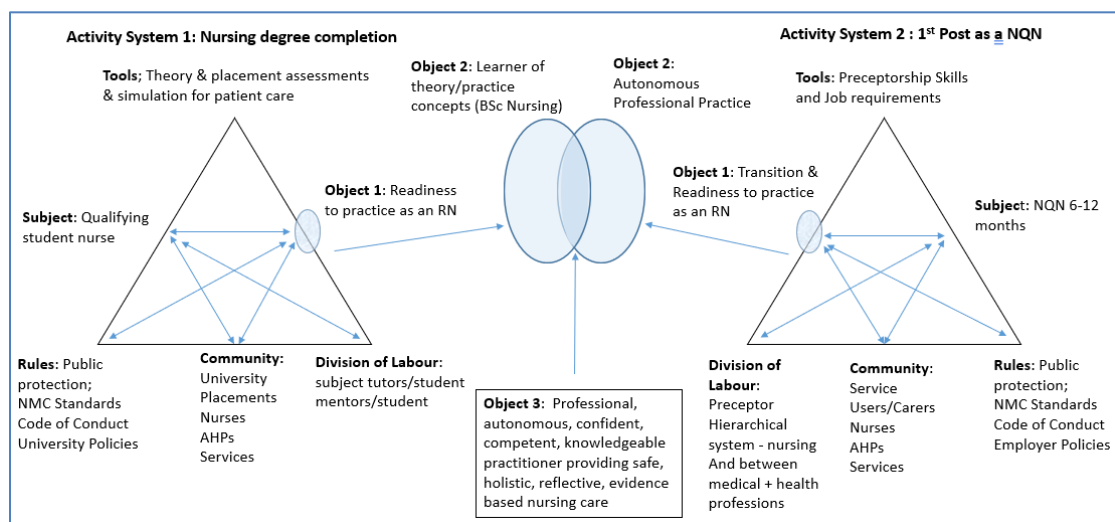 Activity System 1: Nursing degree completion
Activity System 2 : 1st Post as a NQN
Tools; Theory & placement assessments
& simulation for patient care
Object 2: Learner of
theory/practice
concepts (BSc Nursing)
Object 2:
Autonomous
Professional Practice
Tools: Preceptorship Skills
and Job requirements
Subject: Qualifying
student nurse
Object 1: Readiness
to practice as an RN
Object 1: Transition &
Readiness to practice
as an RN
Subject: NQN 6-12
months
Rules: Public
protection;
NMC Standards
Code of Conduct
University Policies
Community:
University
Placements
Nurses
AHPs
Services
Division of Labour:
subject tutors/student
mentors/student
Object 3: Professional,
autonomous, confident,
competent, knowledgeable
practitioner providing safe,
holistic, reflective, evidence
based nursing care
Division of
Labour:
Preceptor
Hierarchical
system - nursing
And between
medical + health
professions
Community:
Service
Users/Carers
Nurses
AHPs
Services
Rules: Public
protection;
NMC Standards
Code of Conduct
Employer Policies